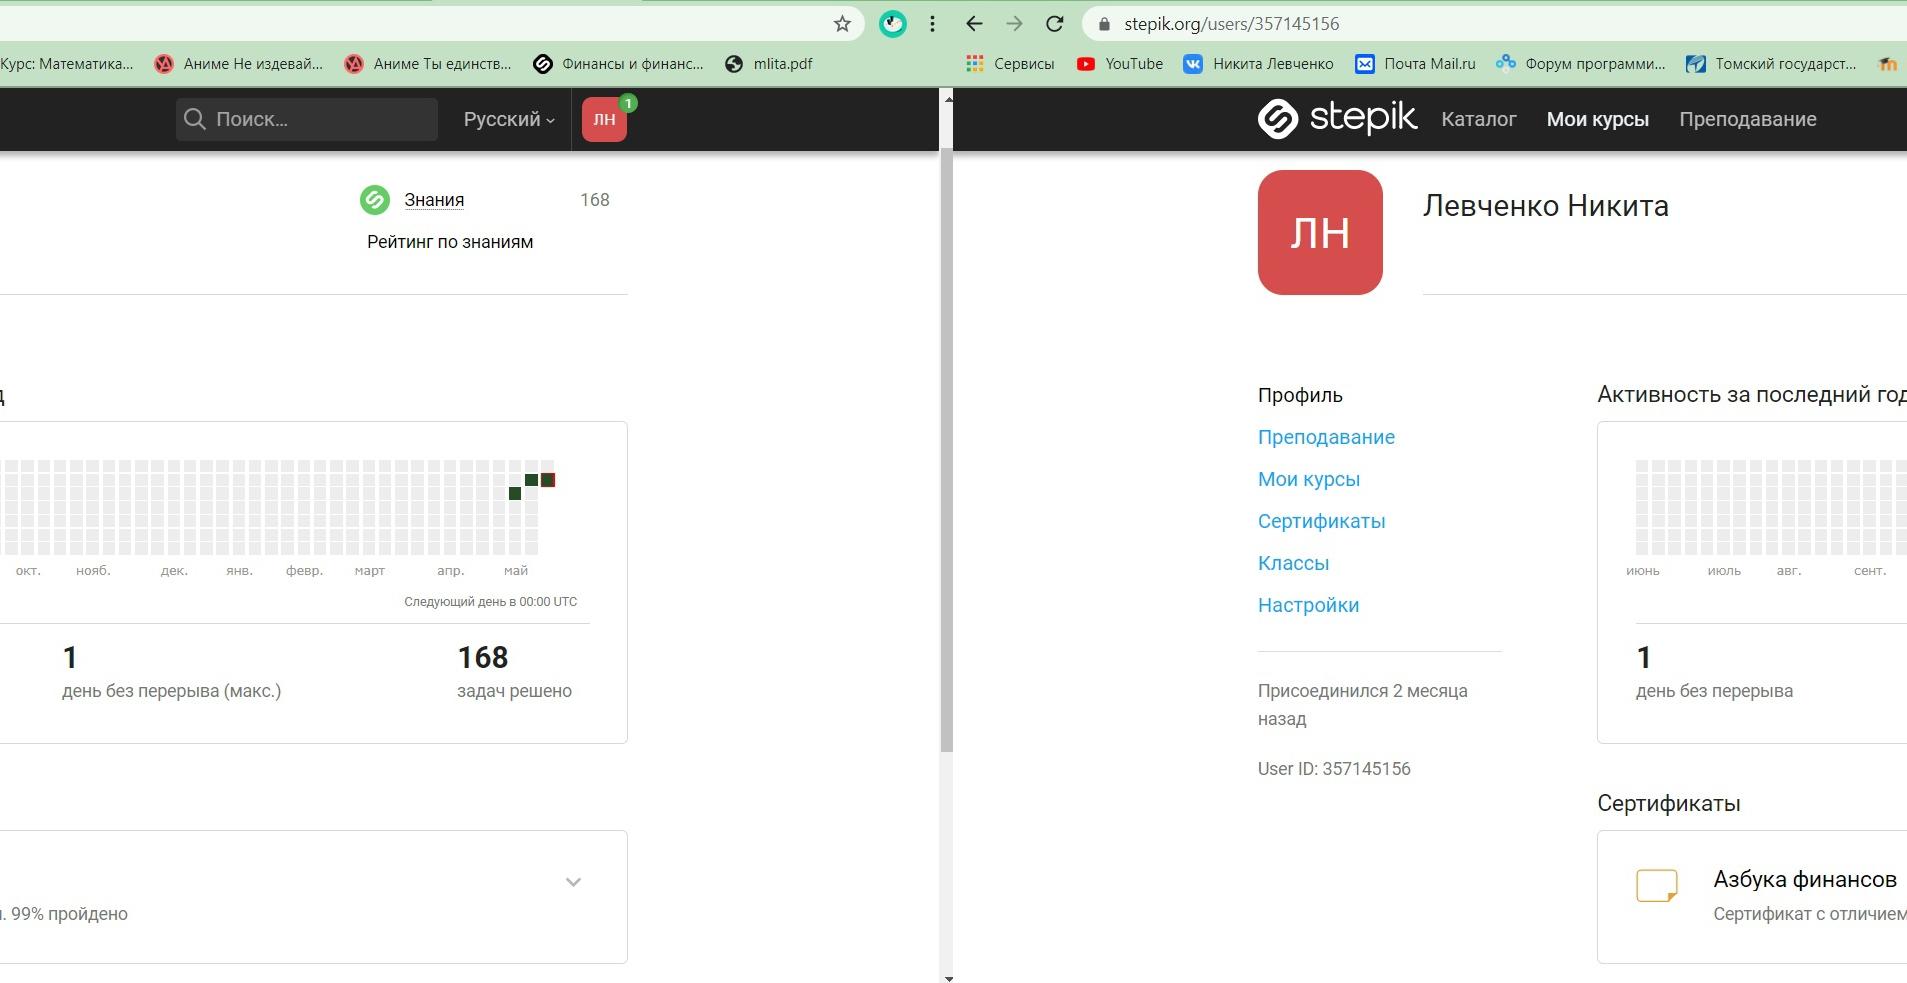 stepik.org/users/357145156
Курс: Математика...
Аниме Не издевай...
Аниме Ты единств...
Финансы и финанс...
mlita.pdf
Сервисы
YouTube
Никита Левченко
Почта Mail.ru
Форум программи...
Томский государст...
Поиск...
Русский
ЛН
1
stepik
Каталог
Мои курсы
Преподавание
Знания
168
Рейтинг по знаниям
ЛН
Левченко Никита
д
окт.
нояб.
дек.
янв.
февр.
март
апр.
май
Следующий день в 00:00 UTC
1
день без перерыва (макс.)
168
задач решено
. 99% пройдено
Профиль
Преподавание
Мои курсы
Сертификаты
Классы
Настройки
Присоединился 2 месяца
назад
User ID: 357145156
Активность за последний год
июнь
июль
авг.
сент.
1
день без перерыва
Сертификаты
Азбука финансов
Сертификат с отличием